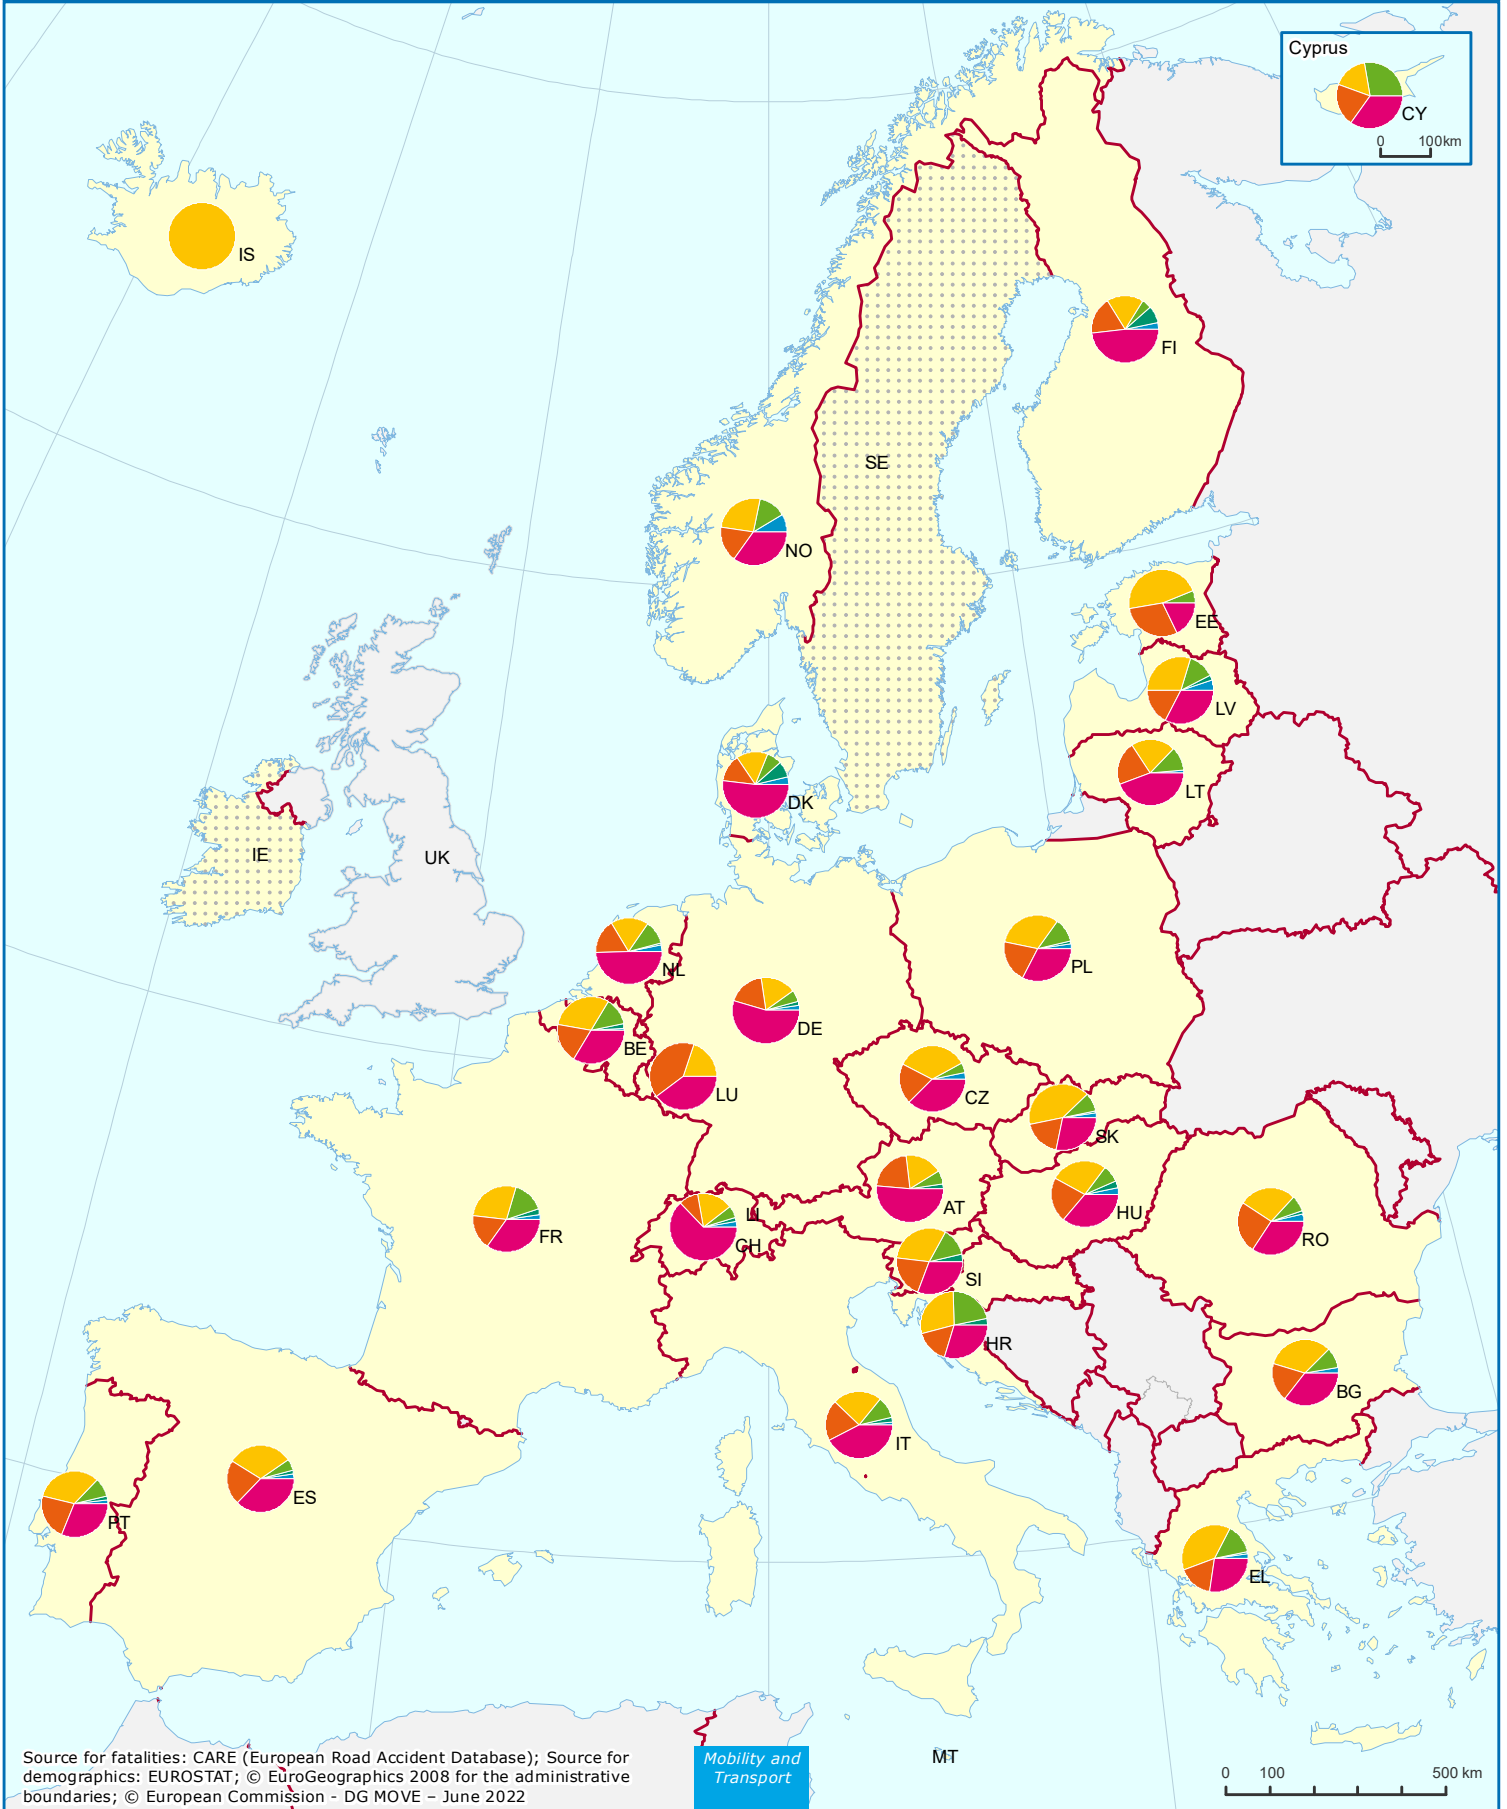 Cyprus
CY
0 100km
IS
FI
SE
NO
EE
LV
LT
DK
IE
UK
NL
PL
DE
BE
LU
CZ
SK
AT
HU
LI
CH
FR
RO
SI
HR
BG
IT
ES
PT
EL
MT
Source for fatalities: CARE (European Road Accident Database); Source for
demographics: EUROSTAT; © EuroGeographics 2008 for the administrative
boundaries; © European Commission - DG MOVE – June 2022
Mobility and
Transport
0 100 500 km